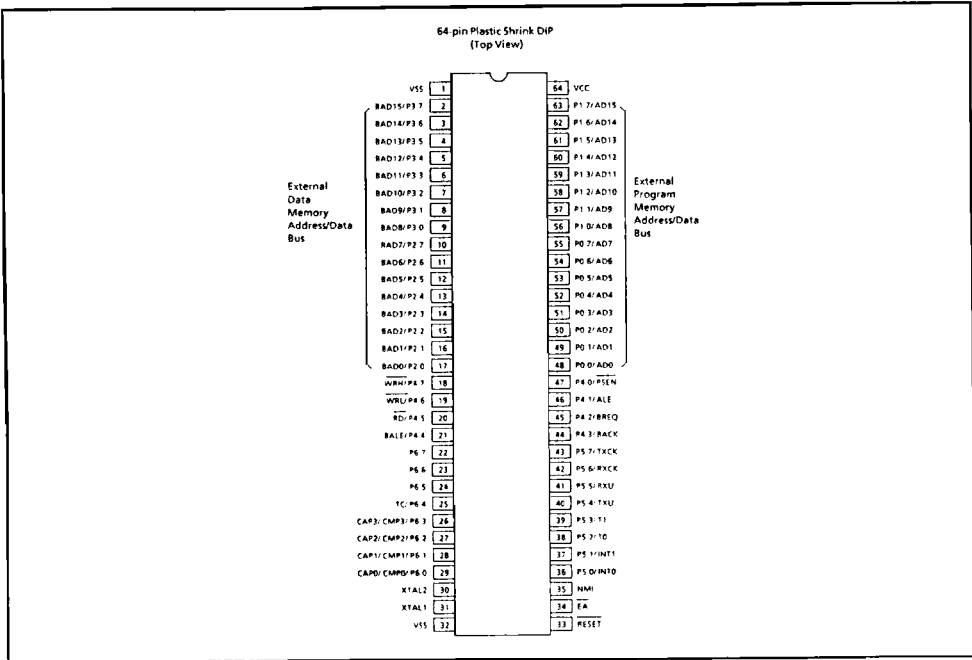 64-pin Plastic Shrink DIP
(Top View)
VSS 1
BAD15/P3.7 2
BAD14/P3.6 3
BAD13/P3.5 4
BAD12/P3.4 5
BAD11/P3.3 6
BAD10/P3.2 7
BAD9/P3.1 8
BAD8/P3.0 9
BAD7/P2.7 10
BAD6/P2.6 11
BAD5/P2.5 12
BAD4/P2.4 13
BAD3/P2.3 14
BAD2/P2.2 15
BAD1/P2.1 16
BAD0/P2.0 17
WRH/P4.7 18
WRL/P4.6 19
RD/P4.5 20
BALE/P4.4 21
P6.7 22
P6.6 23
P6.5 24
TC/P6.4 25
CAP3/CMP3/P6.3 26
CAP2/CMP2/P6.2 27
CAP1/CMP1/P6.1 28
CAP0/CMP0/P6.0 29
XTAL2 30
XTAL1 31
VSS 32
External
Data
Memory
Address/Data
Bus
64 VCC
63 P1.7/AD15
62 P1.6/AD14
61 P1.5/AD13
60 P1.4/AD12
59 P1.3/AD11
58 P1.2/AD10
57 P1.1/AD9
56 P1.0/AD8
55 P0.7/AD7
54 P0.6/AD6
53 P0.5/AD5
52 P0.4/AD4
51 P0.3/AD3
50 P0.2/AD2
49 P0.1/AD1
48 P0.0/AD0
47 P4.0/PSEN
46 P4.1/ALE
45 P4.2/BREQ
44 P4.3/BACK
43 P5.7/TXCK
42 P5.6/RXCK
41 P5.5/RXU
40 P5.4/TXU
39 P5.3/T1
38 P5.2/T0
37 P5.1/INT1
36 P5.0/INT0
35 NMI
34 EA
33 RESET
External
Program
Memory
Address/Data
Bus